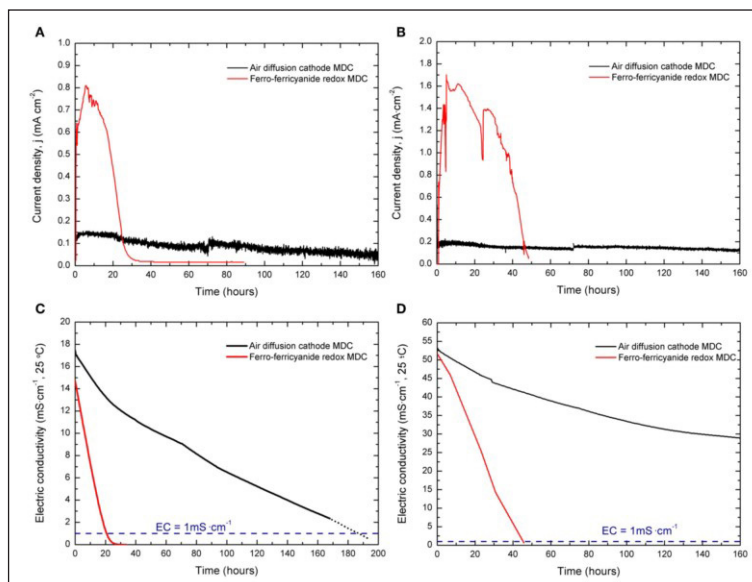 A
1.0
0.9
0.8
0.7
0.6
0.5
0.4
0.3
0.2
0.1
0.0
0 20 40 60 80 100 120 140 160
Current density, j (mA·cm⁻²)
Time (hours)
Air diffusion cathode MDC
Ferro-ferricyanide redox MDC
B
2.0
1.8
1.6
1.4
1.2
1.0
0.8
0.6
0.4
0.2
0.0
0 20 40 60 80 100 120 140 160
Current density, j (mA·cm⁻²)
Time (hours)
Air diffusion cathode MDC
Ferro-ferricyanide redox MDC
C
20
18
16
14
12
10
8
6
4
2
0
0 20 40 60 80 100 120 140 160 180 200
Electric conductivity (mS·cm⁻¹, 25 ºC)
Time (hours)
Air diffusion cathode MDC
Ferro-ferricyanide redox MDC
EC = 1mS·cm⁻¹
D
60
55
50
45
40
35
30
25
20
15
10
5
0
0 20 40 60 80 100 120 140 160
Electric conductivity (mS·cm⁻¹, 25 ºC)
Time (hours)
Air diffusion cathode MDC
Ferro-ferricyanide redox MDC
EC = 1mS·cm⁻¹